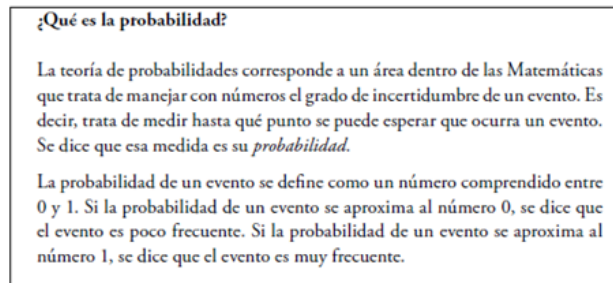 ¿Qué es la probabilidad?
La teoría de probabilidades corresponde a un área dentro de las Matemáticas
que trata de manejar con números el grado de incertidumbre de un evento. Es
decir, trata de medir hasta qué punto se puede esperar que ocurra un evento.
Se dice que esa medida es su probabilidad.
La probabilidad de un evento se define como un número comprendido entre
0 y 1. Si la probabilidad de un evento se aproxima al número 0, se dice que
el evento es poco frecuente. Si la probabilidad de un evento se aproxima al
número 1, se dice que el evento es muy frecuente.